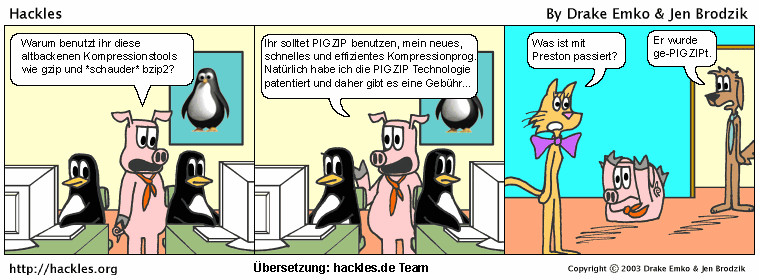 Hackles
By Drake Emko & Jen Brodzik
Warum benutzt ihr diese
altbackenen Kompressionstools
wie gzip und *schauder* bzip2?
Ihr solltet PIGZIP benutzen, mein neues,
schnelles und effizientes Kompressionprog.
Natürlich habe ich die PIGZIP Technologie
patentiert und daher gibt es eine Gebühr...
Was ist mit
Preston passiert?
Er wurde
ge-PIGZIPt.
http://hackles.org
Übersetzung: hackles.de Team
Copyright © 2003 Drake Emko & Jen Brodzik